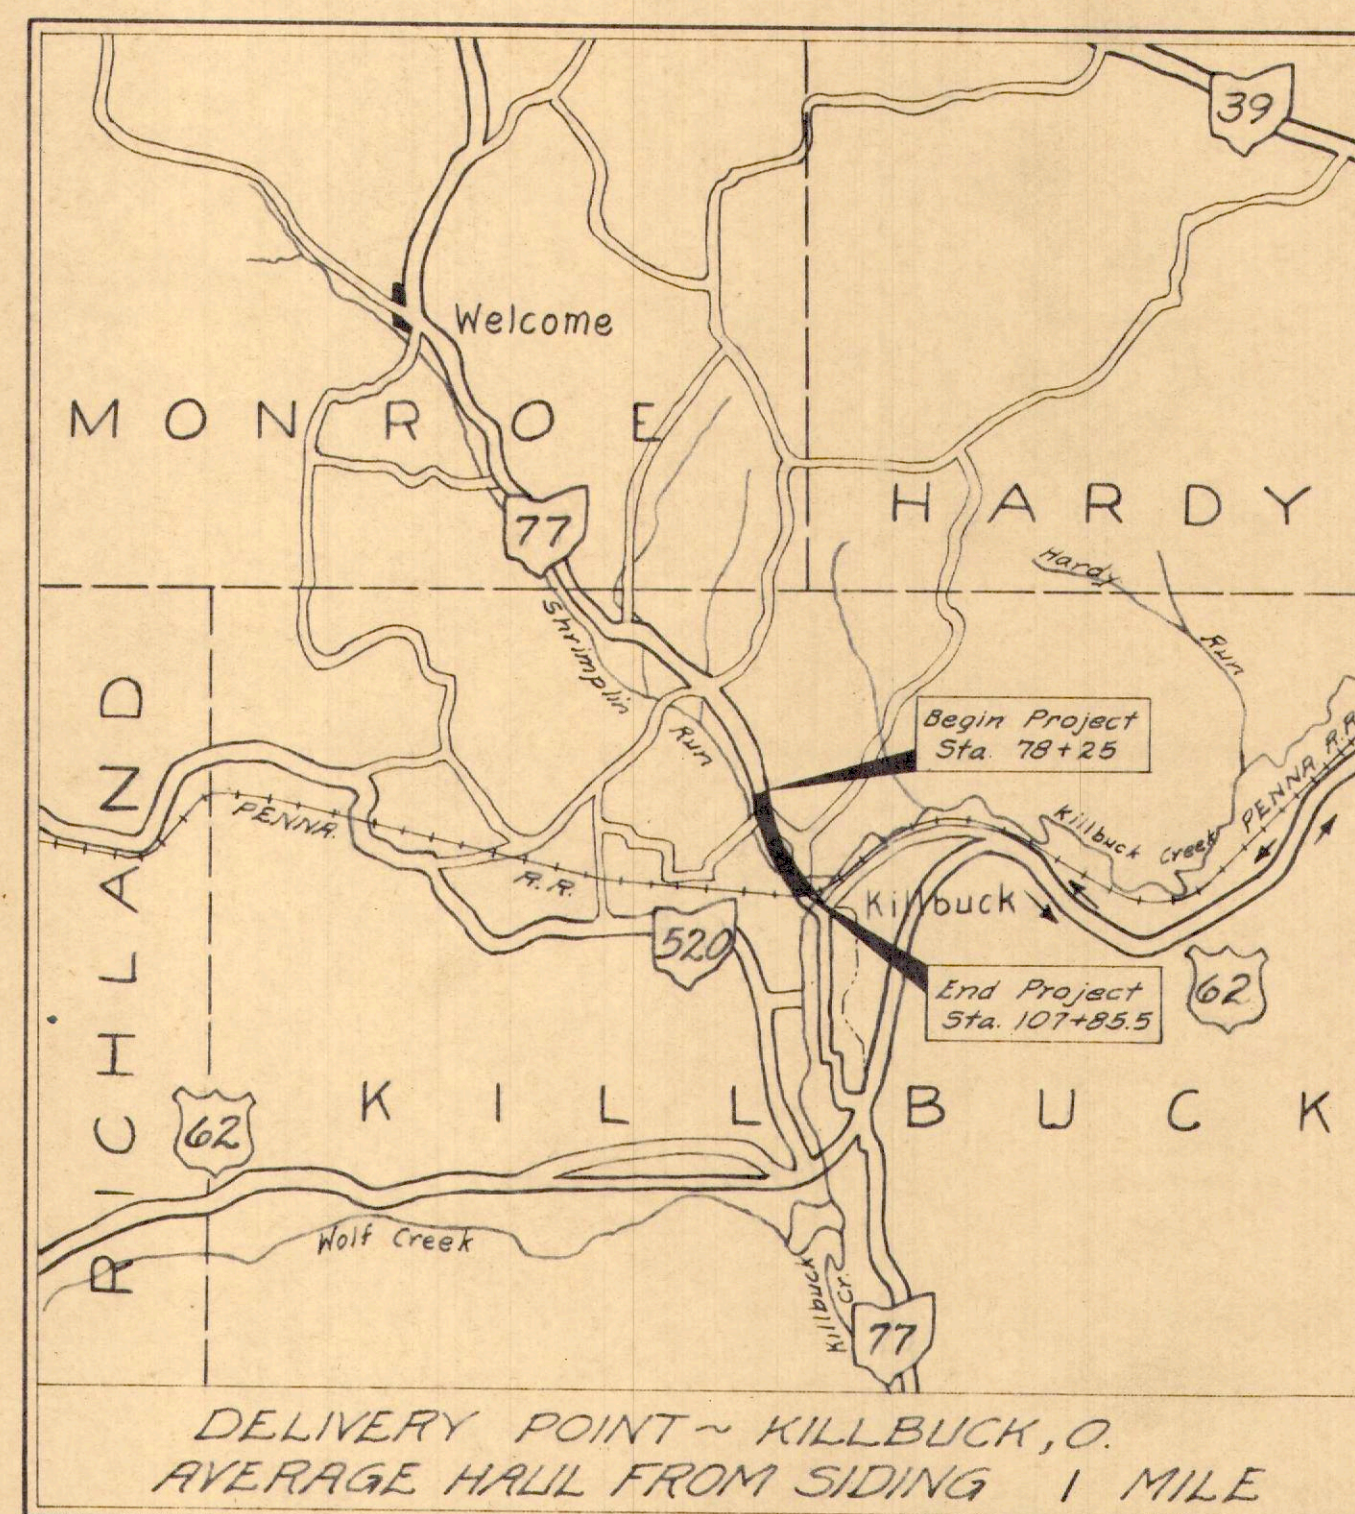 39
Welcome
MONROE
HARDY
77
Hardy
Run
Shrimplin
Run
RICHLAND
Begin Project
Sta. 78+25
PENNA.
R.R.
PENNA R.R.
Killbuck Creek
Killbuck
520
End Project
Sta. 107+85.5
62
62
KILLBUCK
Wolf Creek
Killbuck
Cr.
77
DELIVERY POINT ~ KILLBUCK, O.
AVERAGE HAUL FROM SIDING 1 MILE